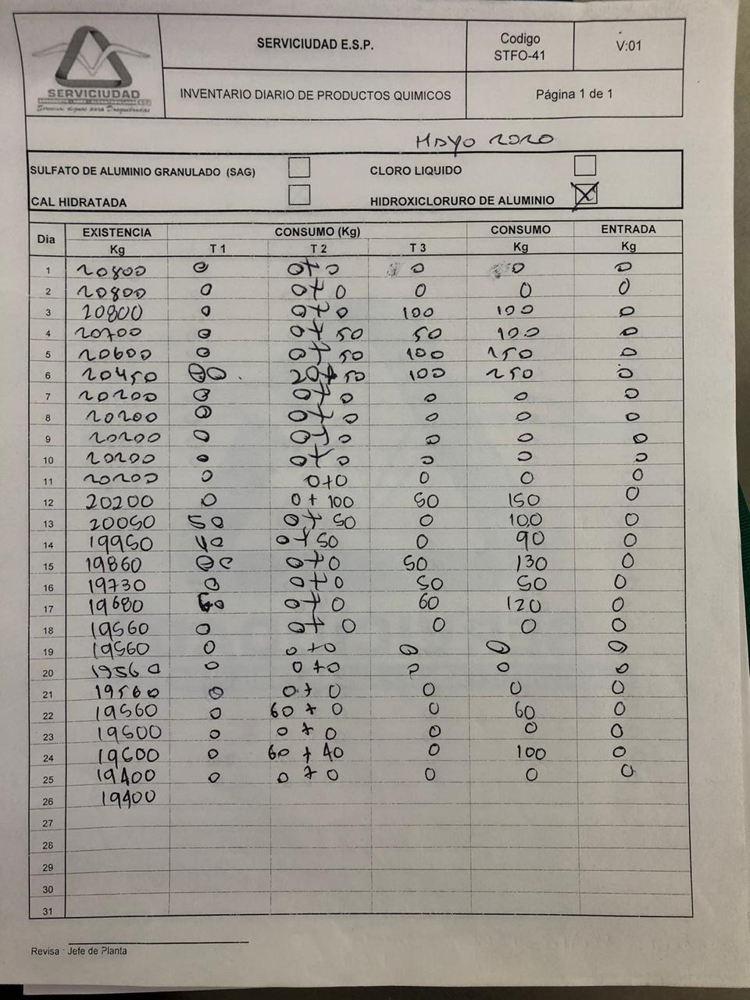 SERVICIUDAD
Servicios dignos para Dosquebradas
SERVICIUDAD E.S.P.
Codigo
STFO-41
V:01
INVENTARIO DIARIO DE PRODUCTOS QUIMICOS
Página 1 de 1
Mayo 2020
SULFATO DE ALUMINIO GRANULADO (SAG) CLORO LIQUIDO
CAL HIDRATADA HIDROXICLORURO DE ALUMINIO X
Dia EXISTENCIA CONSUMO (Kg) CONSUMO ENTRADA
Kg T 1 T 2 T 3 Kg Kg
1 20800 0 0+0 0 0 0
2 20800 0 0+0 0 0 0
3 20800 0 0+0 100 100 0
4 20700 0 0+50 50 100 0
5 20600 0 0+50 100 150 0
6 20450 20+50 100 250 0
7 20200 0 0+0 0 0 0
8 20200 0 0+0 0 0 0
9 20200 0 0+0 0 0 0
10 20200 0 0+0 0 0 0
11 20200 0 0+0 0 0 0
12 20200 0 0+100 50 150 0
13 20050 50 0+50 0 100 0
14 19950 40 0+50 0 90 0
15 19860 0+0 50 130 0
16 19730 0 0+0 50 50 0
17 19680 60 0+0 60 120 0
18 19560 0 0+0 0 0 0
19 19560 0 0+0 0 0 0
20 19560 0 0+0 0 0 0
21 19560 0 0+0 0 0 0
22 19560 0 60+0 0 60 0
23 19500 0 0+0 0 0 0
24 19500 0 60+40 0 100 0
25 19400 0 0+0 0 0 0
26 19400
27
28
29
30
31
Revisa : Jefe de Planta